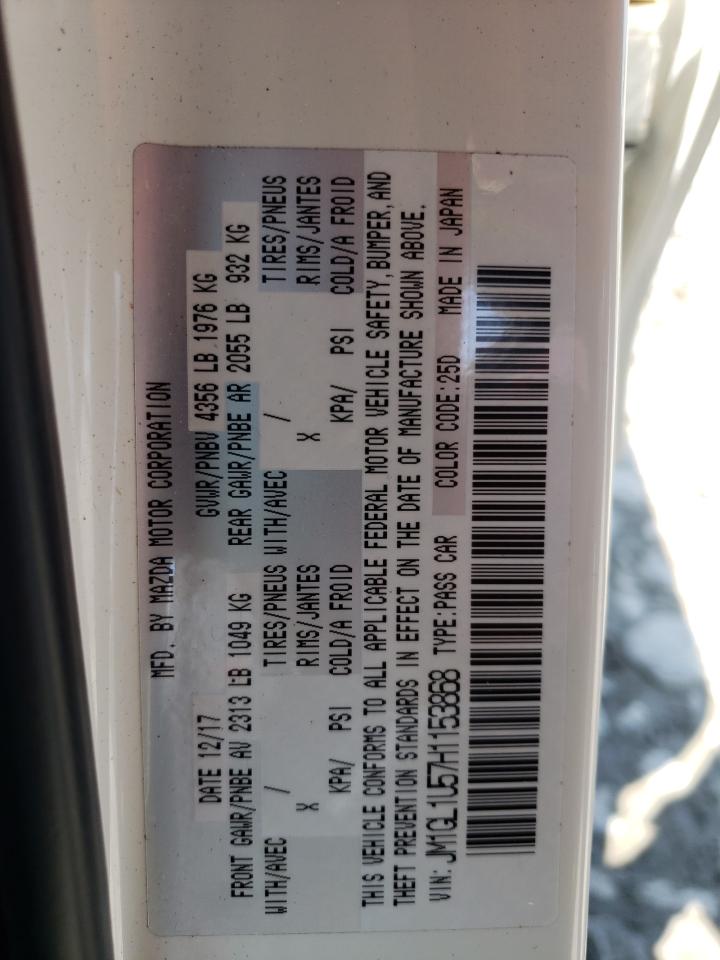 MFD. BY MAZDA MOTOR CORPORATION
DATE 12/17 GVWR/PNBV 4356 LB 1976 KG
FRONT GAWR/PNBE AV 2313 LB 1049 KG REAR GAWR/PNBE AR 2055 LB 932 KG
WITH/AVEC / TIRES/PNEUS WITH/AVEC / TIRES/PNEUS
X RIMS/JANTES X RIMS/JANTES
KPA/ PSI COLD/A FROID KPA/ PSI COLD/A FROID
THIS VEHICLE CONFORMS TO ALL APPLICABLE FEDERAL MOTOR VEHICLE SAFETY, BUMPER, AND
THEFT PREVENTION STANDARDS IN EFFECT ON THE DATE OF MANUFACTURE SHOWN ABOVE.
VIN: JM1GL1U57H1153868 TYPE:PASS CAR COLOR CODE:25D MADE IN JAPAN